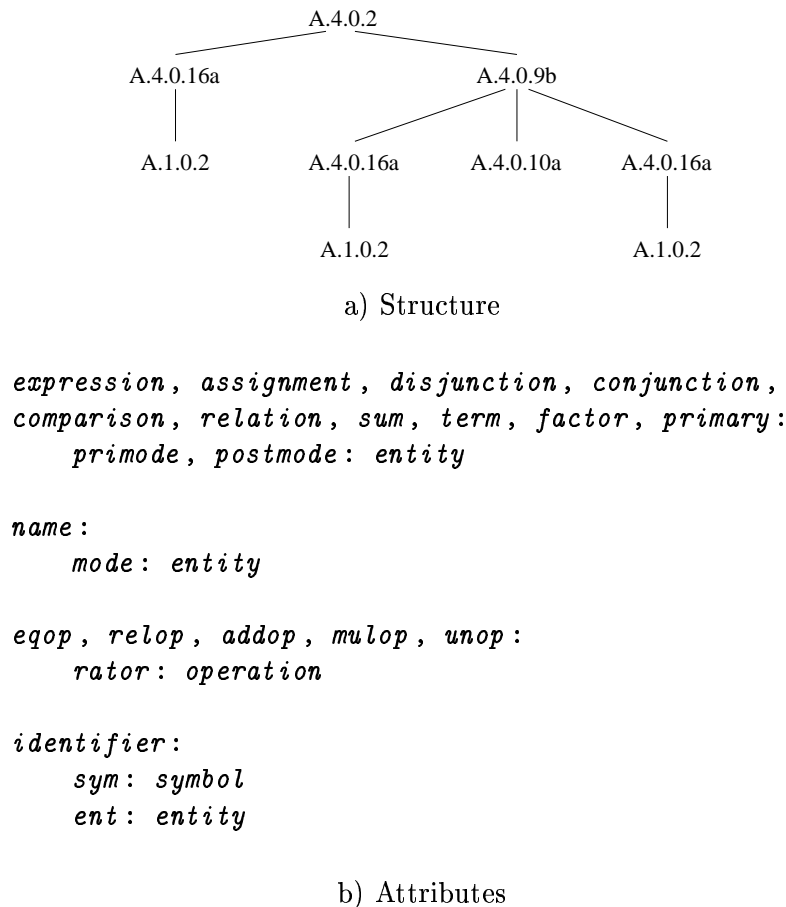 A.4.0.2
A.4.0.16a A.4.0.9b
A.1.0.2 A.4.0.16a A.4.0.10a A.4.0.16a
A.1.0.2 A.1.0.2
a) Structure
expression, assignment, disjunction, conjunction,
comparison, relation, sum, term, factor, primary:
primode, postmode: entity
name:
mode: entity
eqop, relop, addop, mulop, unop:
rator: operation
identifier:
sym: symbol
ent: entity
b) Attributes